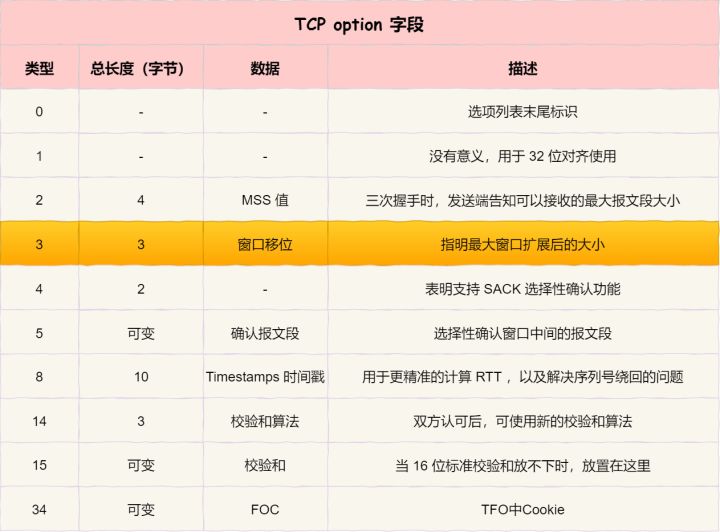 TCP option 字段
类型 总长度（字节） 数据 描述
0 - - 选项列表末尾标识
1 - - 没有意义，用于 32 位对齐使用
2 4 MSS 值 三次握手时，发送端告知可以接收的最大报文段大小
3 3 窗口移位 指明最大窗口扩展后的大小
4 2 - 表明支持 SACK 选择性确认功能
5 可变 确认报文段 选择性确认窗口中间的报文段
8 10 Timestamps 时间戳 用于更精准的计算 RTT ，以及解决序列号绕回的问题
14 3 校验和算法 双方认可后，可使用新的校验和算法
15 可变 校验和 当 16 位标准校验和放不下时，放置在这里
34 可变 FOC TFO中Cookie